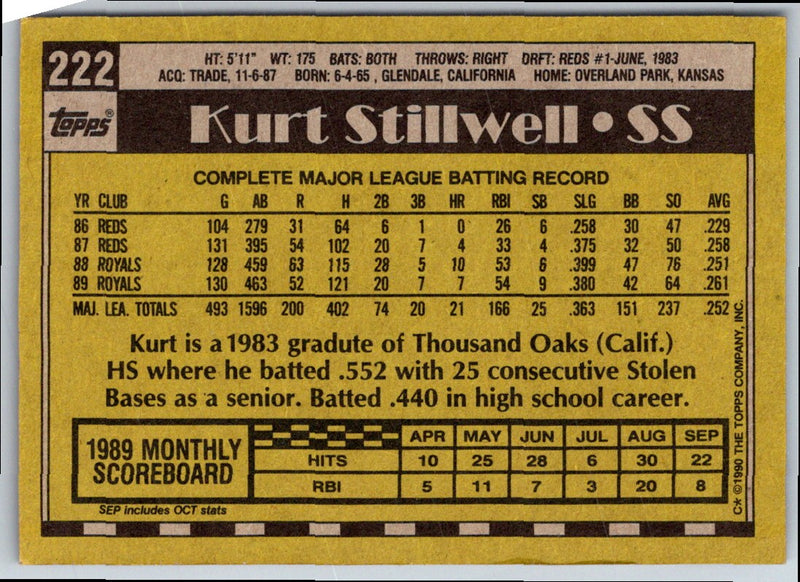 222
HT: 5'11" WT: 175 BATS: BOTH THROWS: RIGHT DRFT: REDS #1-JUNE, 1983
ACQ: TRADE, 11-6-87 BORN: 6-4-65 , GLENDALE, CALIFORNIA HOME: OVERLAND PARK, KANSAS
topps®
Kurt Stillwell • SS
COMPLETE MAJOR LEAGUE BATTING RECORD
YR CLUB G AB R H 2B 3B HR RBI SB SLG BB SO AVG
86 REDS 104 279 31 64 6 1 0 26 6 .258 30 47 .229
87 REDS 131 395 54 102 20 7 4 33 4 .375 32 50 .258
88 ROYALS 128 459 63 115 28 5 10 53 6 .399 47 76 .251
89 ROYALS 130 463 52 121 20 7 7 54 9 .380 42 64 .261
MAJ. LEA. TOTALS 493 1596 200 402 74 20 21 166 25 .363 151 237 .252
Kurt is a 1983 gradute of Thousand Oaks (Calif.)
HS where he batted .552 with 25 consecutive Stolen
Bases as a senior. Batted .440 in high school career.
1989 MONTHLY
SCOREBOARD
APR MAY JUN JUL AUG SEP
HITS 10 25 28 6 30 22
RBI 5 11 7 3 20 8
SEP includes OCT stats
C★ ©1990 THE TOPPS COMPANY, INC.